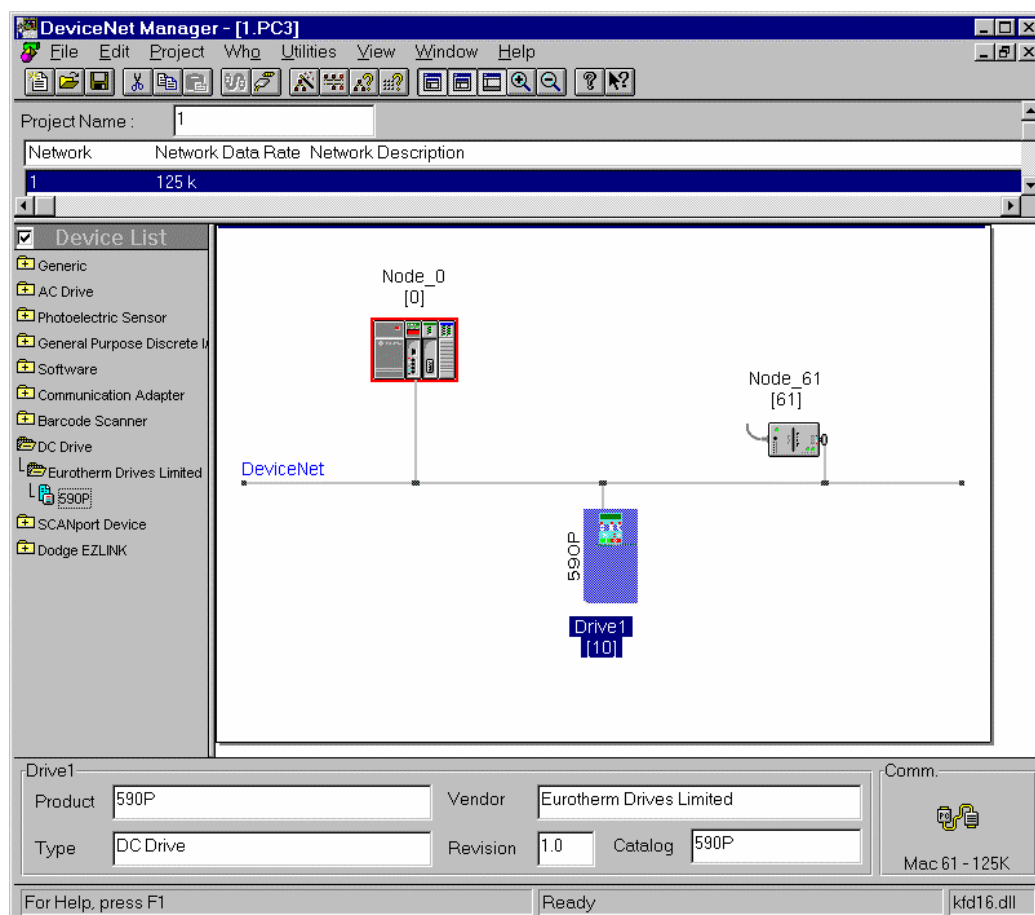 DeviceNet Manager - [1.PC3]
File Edit Project Who Utilities View Window Help
Project Name : 1
Network Network Data Rate Network Description
1 125 k
Device List
Generic
AC Drive
Photoelectric Sensor
General Purpose Discrete I/
Software
Communication Adapter
Barcode Scanner
DC Drive
Eurotherm Drives Limited
590P
SCANport Device
Dodge EZLINK
Node_0
[0]
Node_61
[61]
DeviceNet
590P
Drive1
[10]
Drive1
Product 590P Vendor Eurotherm Drives Limited
Type DC Drive Revision 1.0 Catalog 590P
Comm.
Mac 61 - 125K
For Help, press F1 Ready kfd16.dll